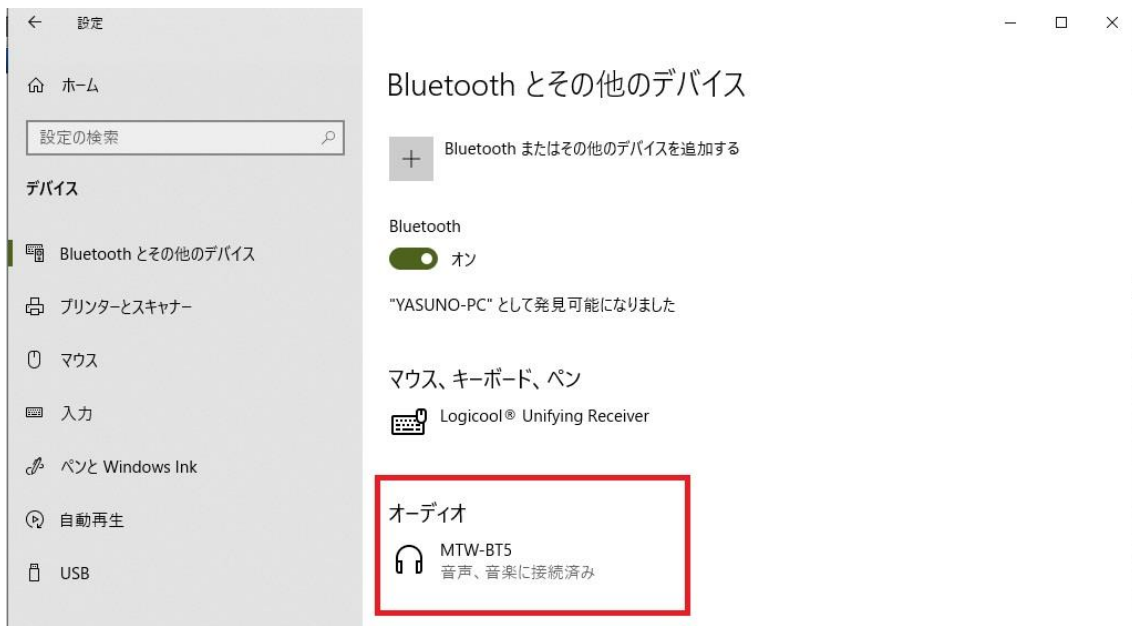 設定
ホーム
設定の検索
デバイス
Bluetooth とその他のデバイス
プリンターとスキャナー
マウス
入力
ペンと Windows Ink
自動再生
USB
Bluetooth とその他のデバイス
Bluetooth またはその他のデバイスを追加する
Bluetooth
オン
"YASUNO-PC" として発見可能になりました
マウス、キーボード、ペン
Logicool® Unifying Receiver
オーディオ
MTW-BT5
音声、音楽に接続済み